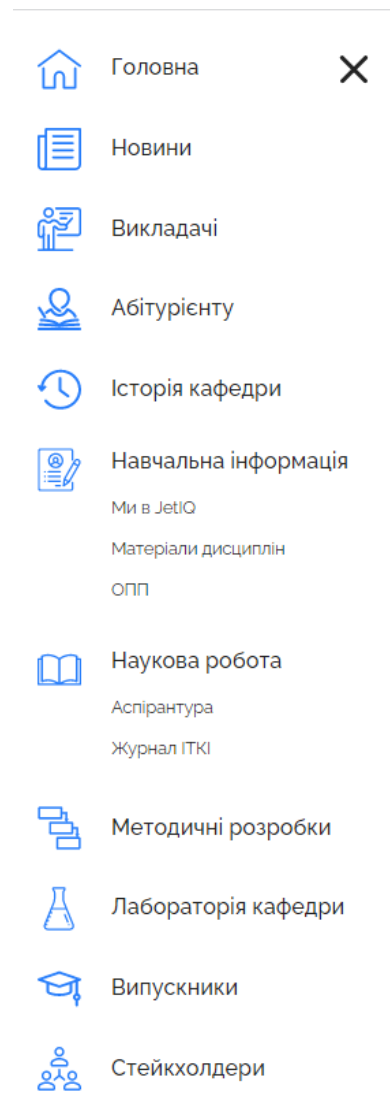 Головна
Новини
Викладачі
Абітурієнту
Історія кафедри
Навчальна інформація
Ми в JetIQ
Матеріали дисциплін
ОПП
Наукова робота
Аспірантура
Журнал ІТКІ
Методичні розробки
Лабораторія кафедри
Випускники
Стейкхолдери